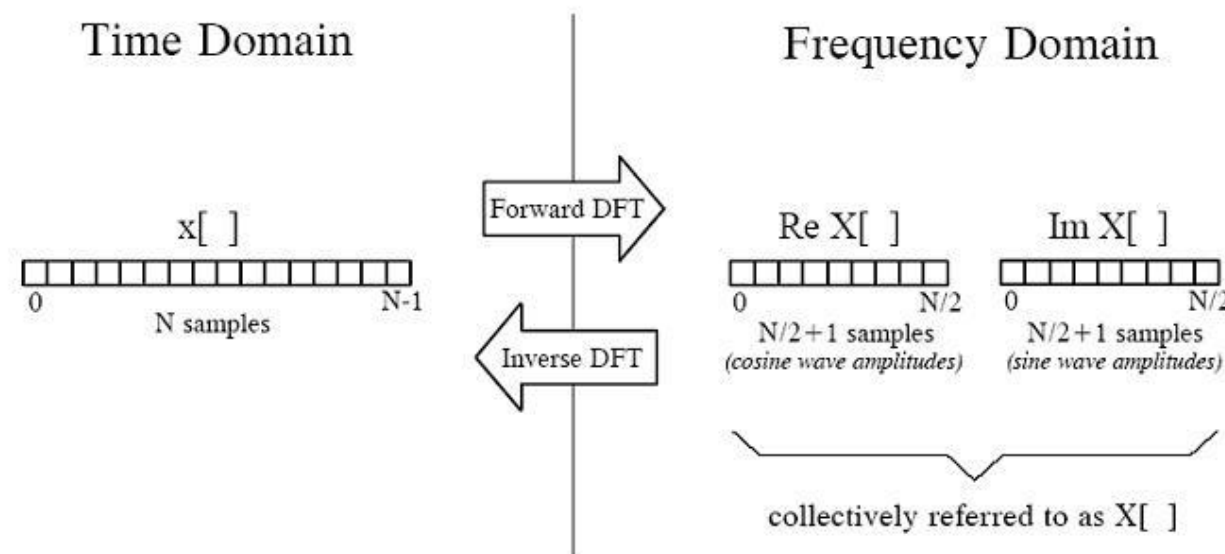 Time Domain
Frequency Domain
Forward DFT
Inverse DFT
x[ ]
0
N-1
N samples
Re X[ ]
0
N/2
N/2+1 samples
(cosine wave amplitudes)
Im X[ ]
0
N/2
N/2+1 samples
(sine wave amplitudes)
collectively referred to as X[ ]